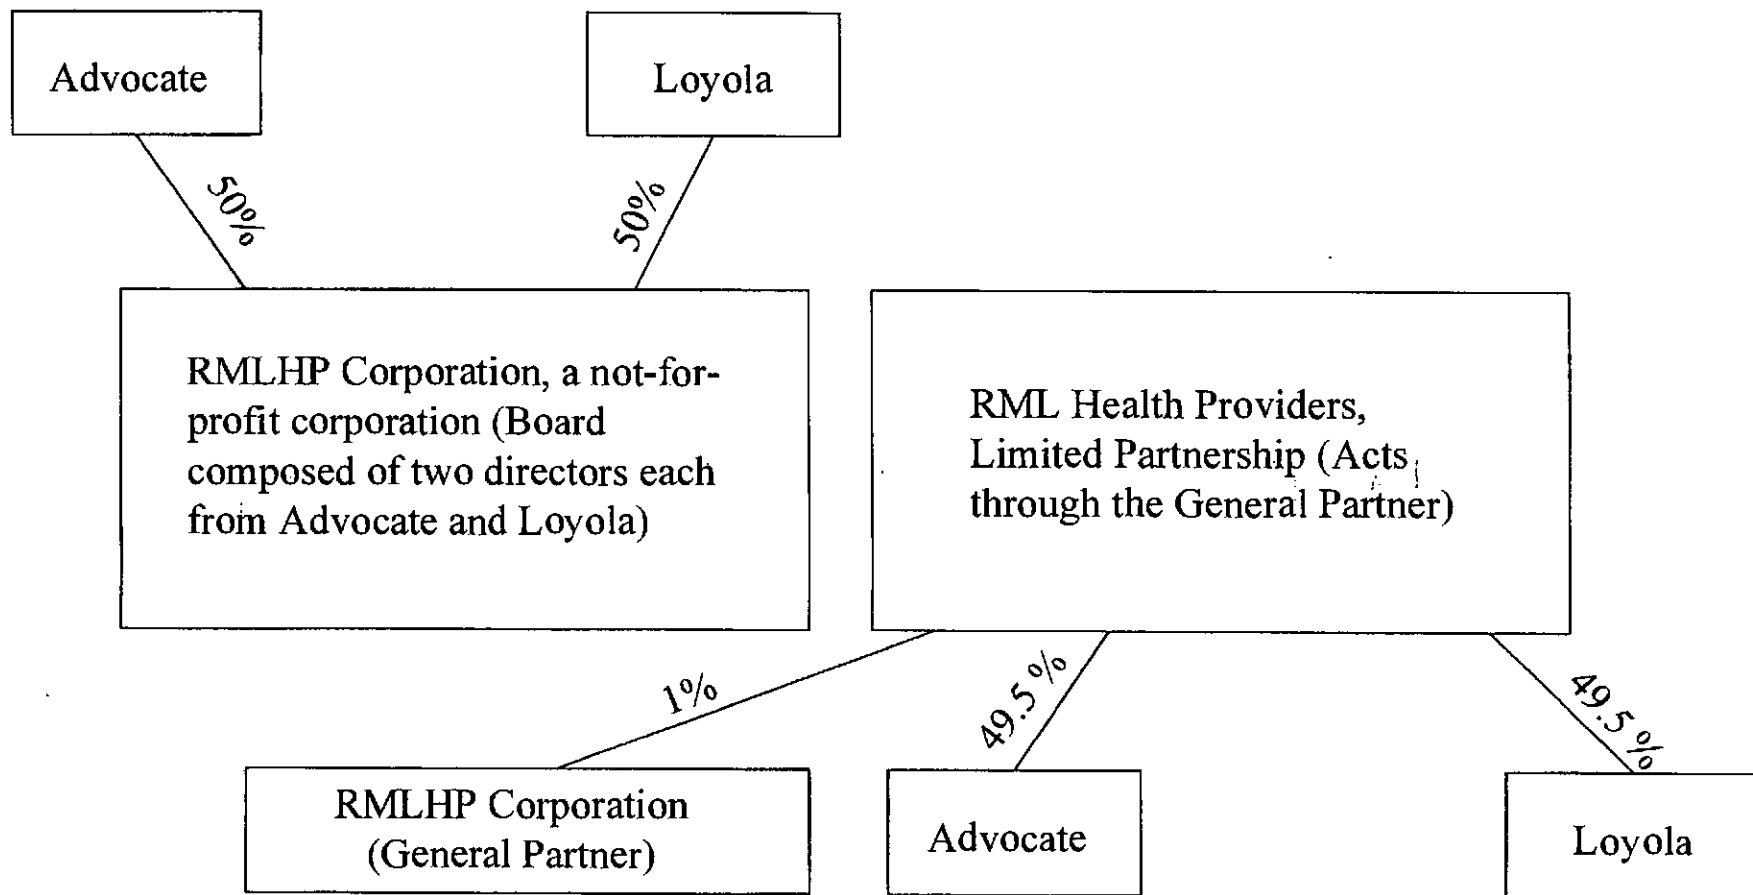 Advocate
Loyola
50%
50%
RMLHP Corporation, a not-for-
profit corporation (Board
composed of two directors each
from Advocate and Loyola)
RML Health Providers,
Limited Partnership (Acts
through the General Partner)
1%
49.5 %
49.5 %
RMLHP Corporation
(General Partner)
Advocate
Loyola